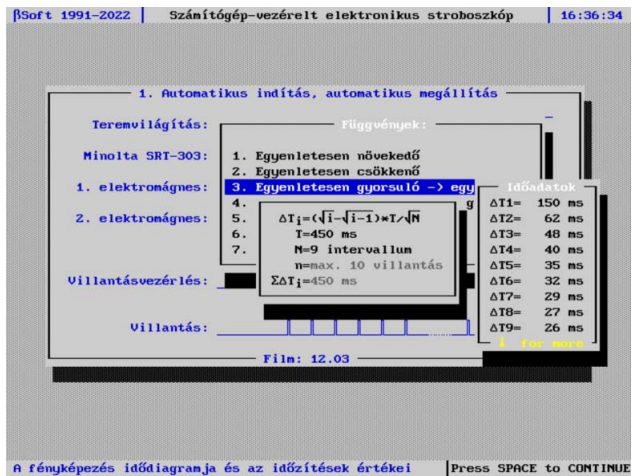 βSoft 1991-2022 Számítógép-vezérelt elektronikus stroboszkóp 16:36:34
1. Automatikus indítás, automatikus megállítás
Teremvilágítás:
Minolta SRT-303:
1. elektromágnes:
2. elektromágnes:
Villantásvezérlés:
Villantás:
Film: 12.03
Függvények:
1. Egyenletesen növekedő
2. Egyenletesen csökkenő
3. Egyenletesen gyorsuló -> egy
4. g
5.
6.
7.
ΔTi=(√i-√i-1)*T/√N
T=450 ms
N=9 intervallum
n=max. 10 villantás
ΣΔTi=450 ms
Időadatok
ΔT1= 150 ms
ΔT2= 62 ms
ΔT3= 48 ms
ΔT4= 40 ms
ΔT5= 35 ms
ΔT6= 32 ms
ΔT7= 29 ms
ΔT8= 27 ms
ΔT9= 26 ms
↓ for more
A fényképezés idődiagramja és az időzítések értékei Press SPACE to CONTINUE